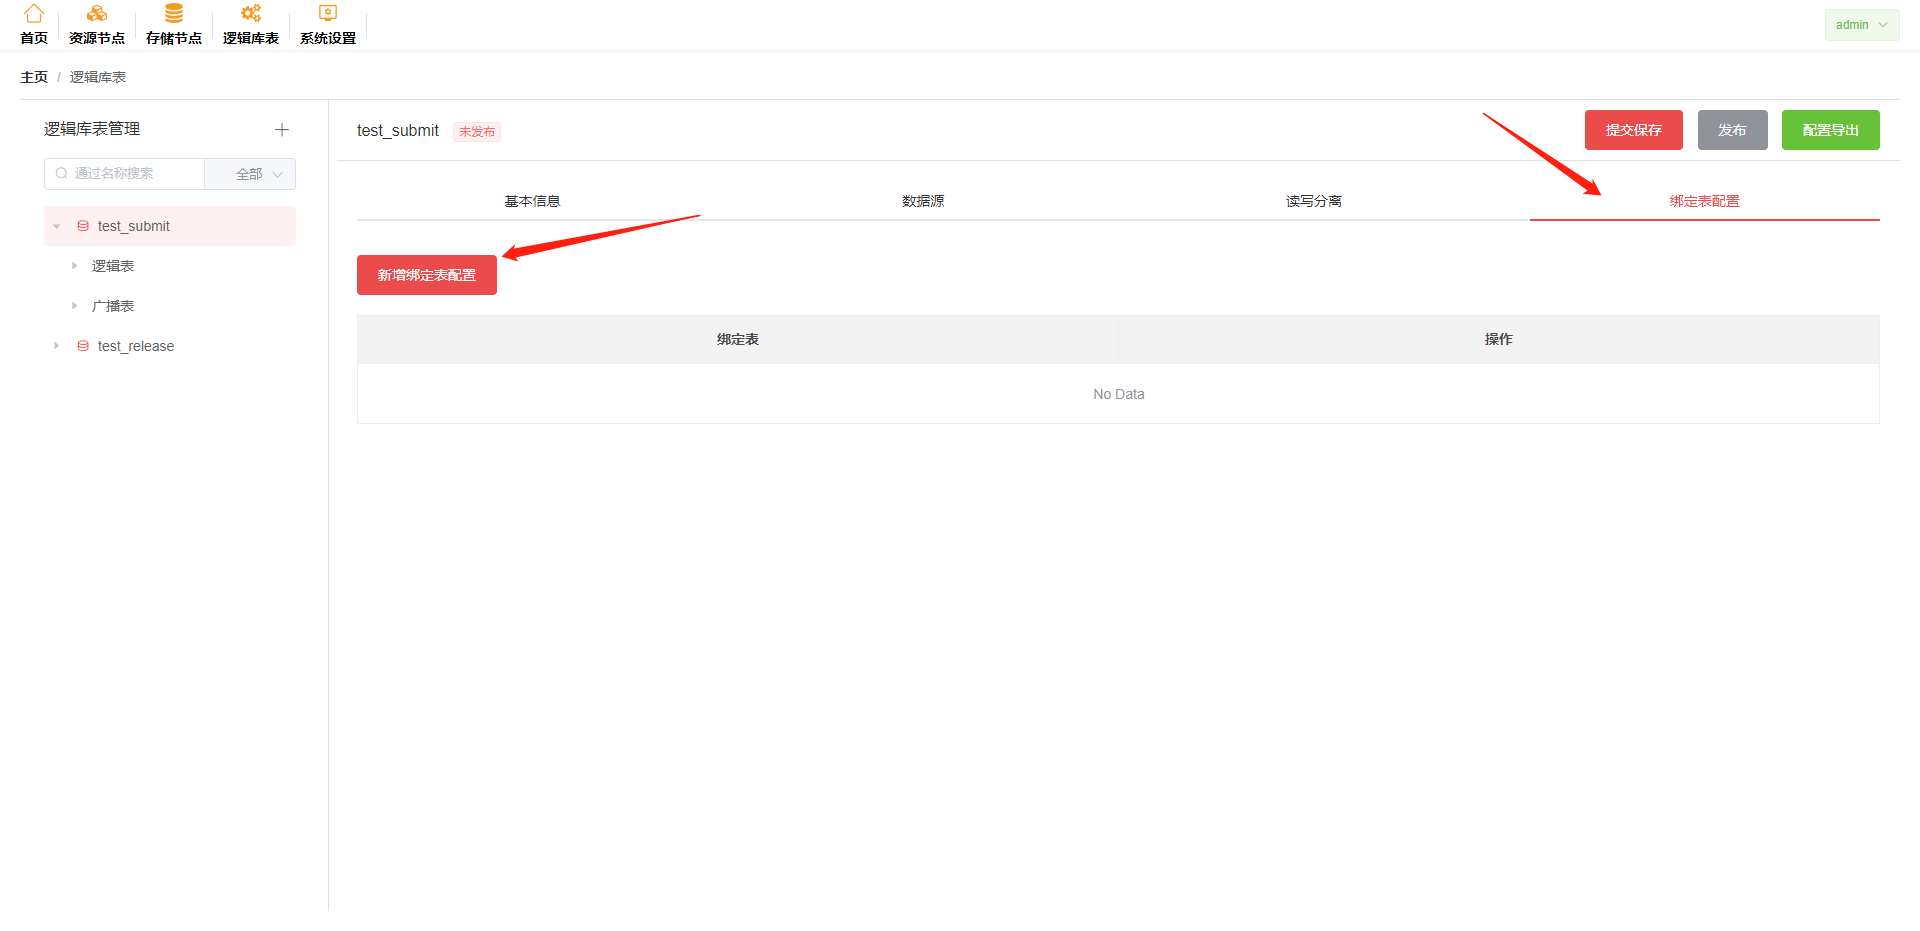 首页
资源节点
存储节点
逻辑库表
系统设置
admin
主页 / 逻辑库表
逻辑库表管理
通过名称搜索
全部
test_submit
逻辑表
广播表
test_release
test_submit
未发布
提交保存
发布
配置导出
基本信息
数据源
读写分离
绑定表配置
新增绑定表配置
绑定表
操作
No Data